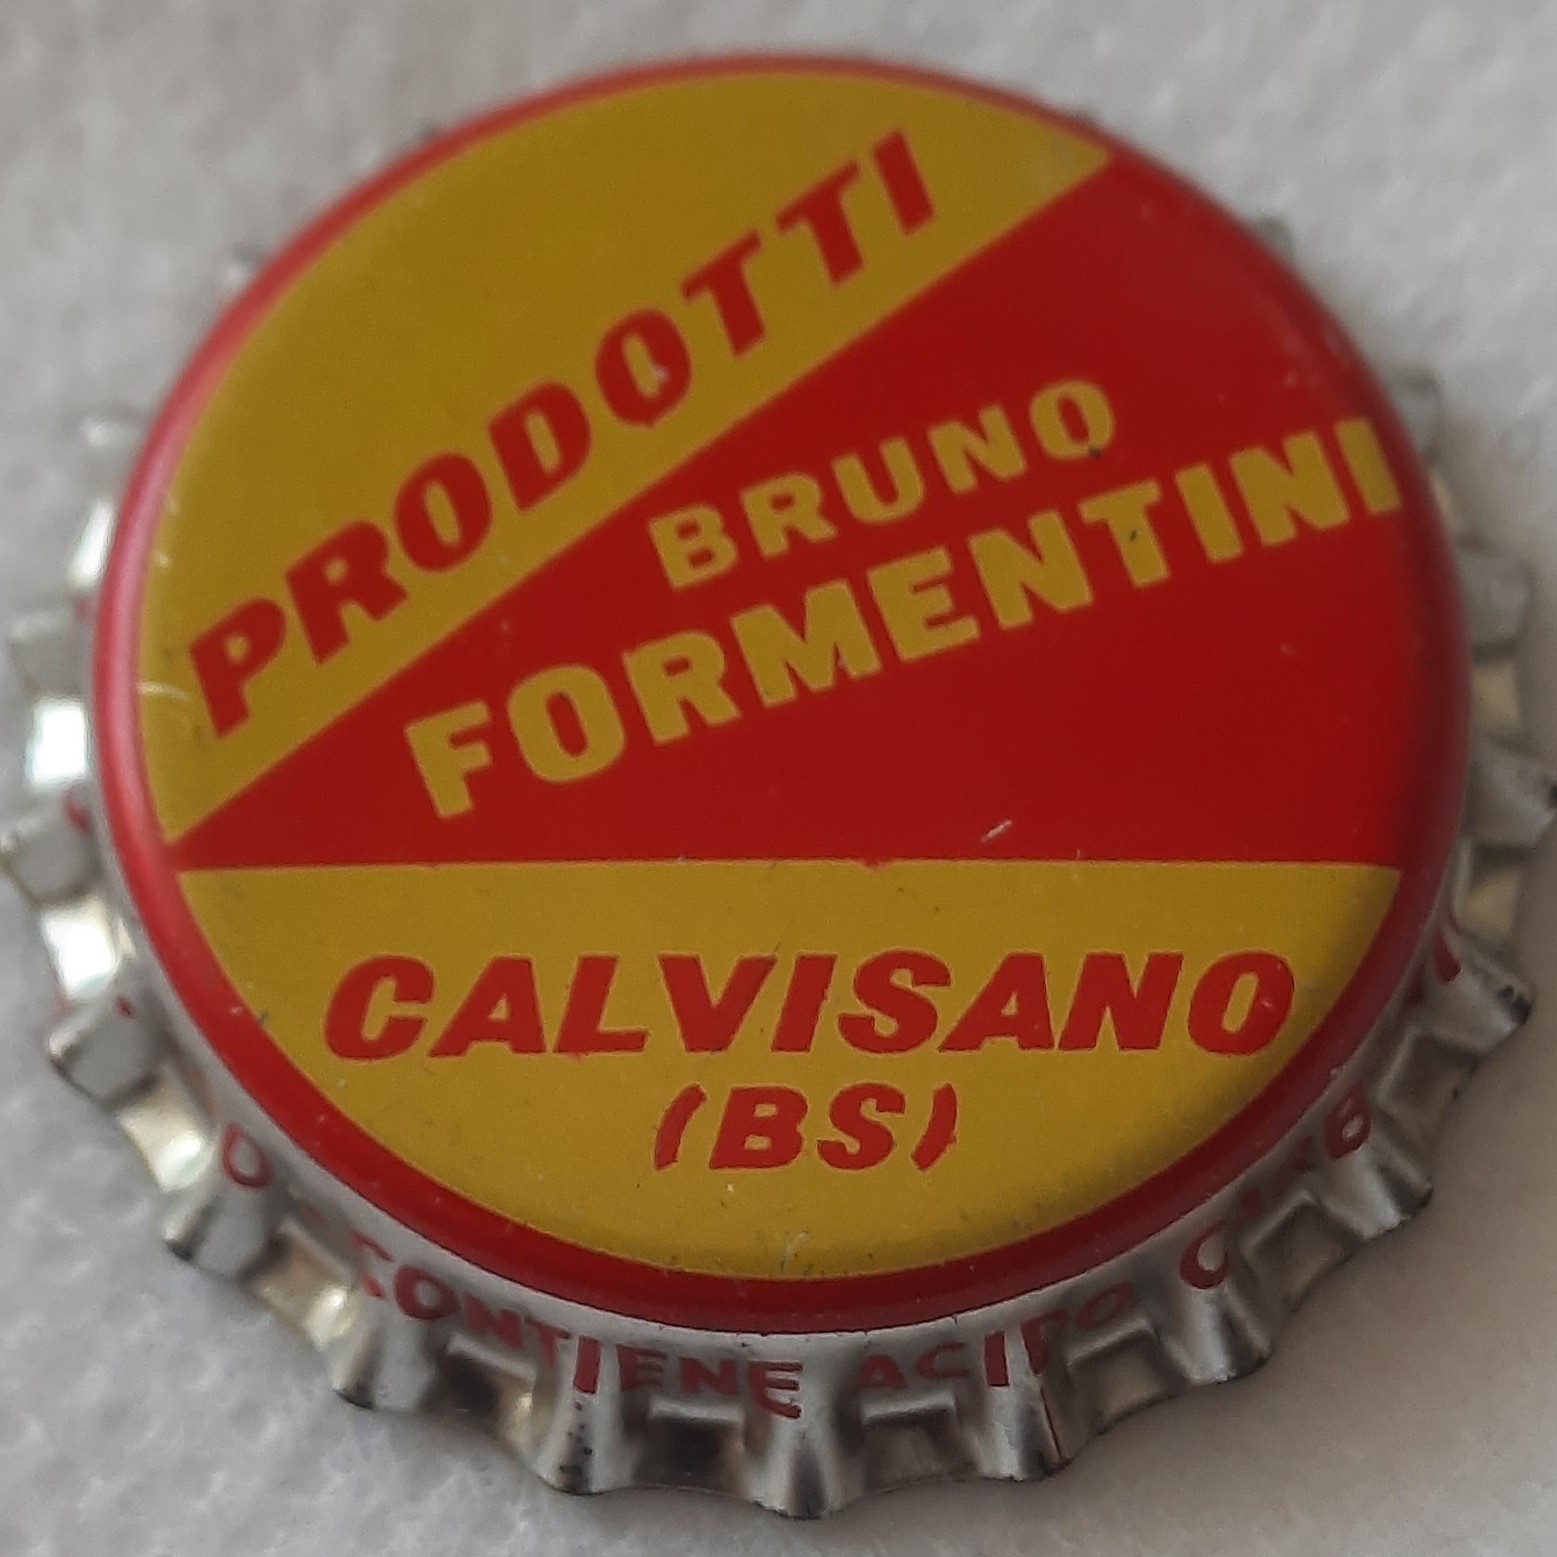 PRODOTTI
BRUNO
FORMENTINI
CALVISANO
(BS)
CONTIENE ACIDO